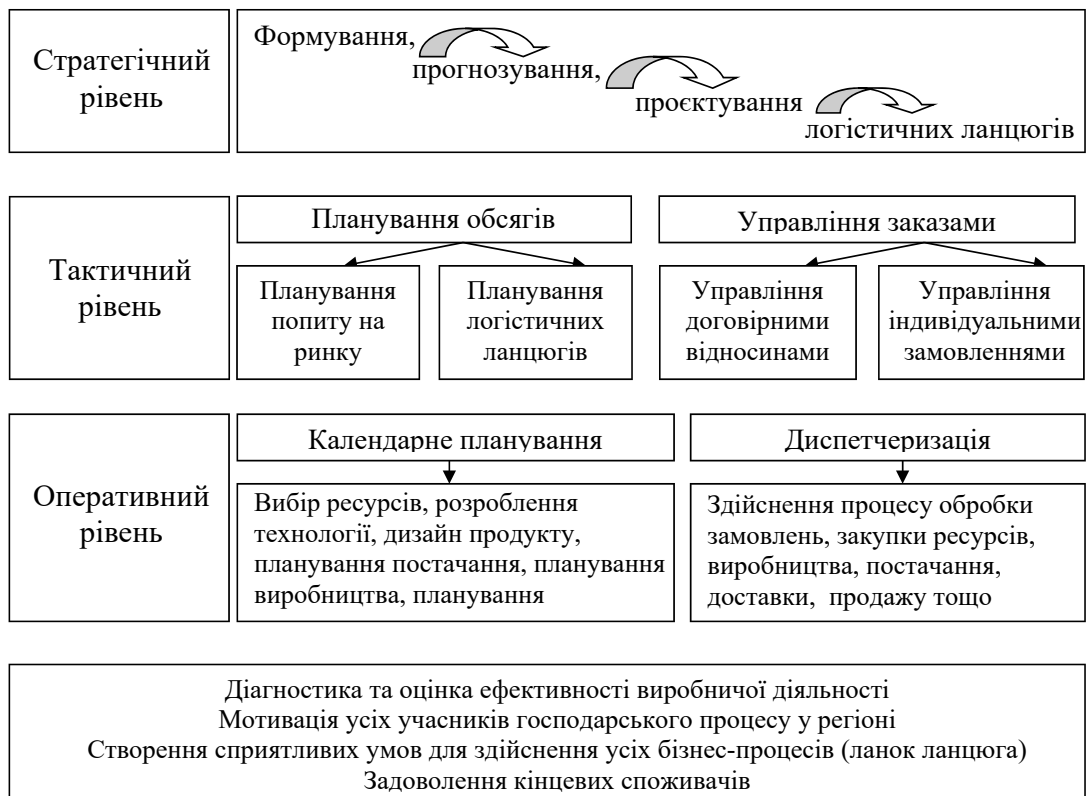 Стратегічний
рівень
Формування,
прогнозування,
проєктування
логістичних ланцюгів
Тактичний
рівень
Планування обсягів
Управління заказами
Планування
попиту на
ринку
Планування
логістичних
ланцюгів
Управління
договірними
відносинами
Управління
індивідуальними
замовленнями
Оперативний
рівень
Календарне планування
Диспетчеризація
Вибір ресурсів, розроблення
технології, дизайн продукту,
планування постачання, планування
виробництва, планування
Здійснення процесу обробки
замовлень, закупки ресурсів,
виробництва, постачання,
доставки, продажу тощо
Діагностика та оцінка ефективності виробничої діяльності
Мотивація усіх учасників господарського процесу у регіоні
Створення сприятливих умов для здійснення усіх бізнес-процесів (ланок ланцюга)
Задоволення кінцевих споживачів